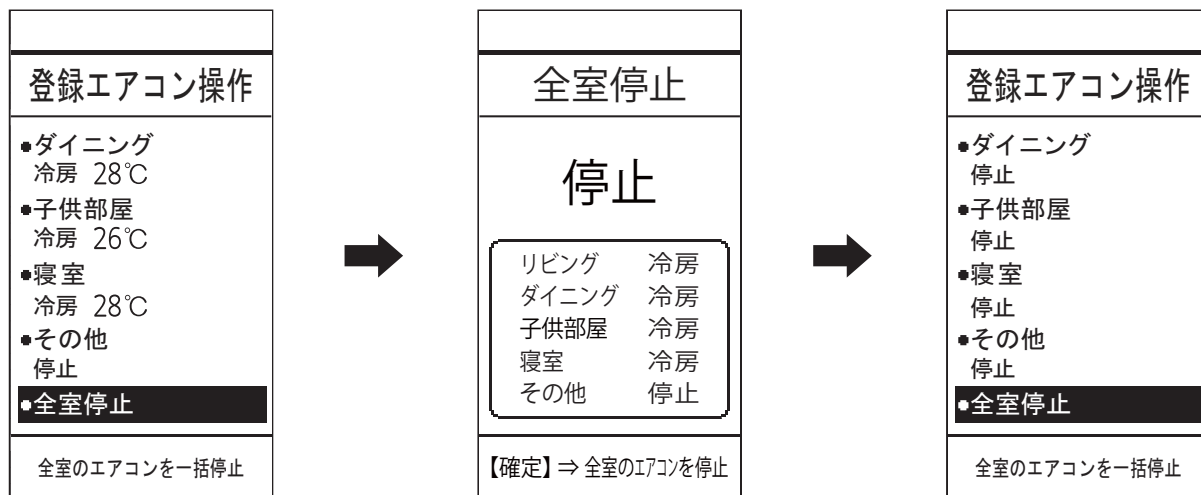 登録エアコン操作
●ダイニング
冷房 28℃
●子供部屋
冷房 26℃
●寝室
冷房 28℃
●その他
停止
●全室停止
全室のエアコンを一括停止
全室停止
停止
リビング 冷房
ダイニング 冷房
子供部屋 冷房
寝室 冷房
その他 停止
【確定】⇒ 全室のエアコンを停止
登録エアコン操作
●ダイニング
停止
●子供部屋
停止
●寝室
停止
●その他
停止
●全室停止
全室のエアコンを一括停止